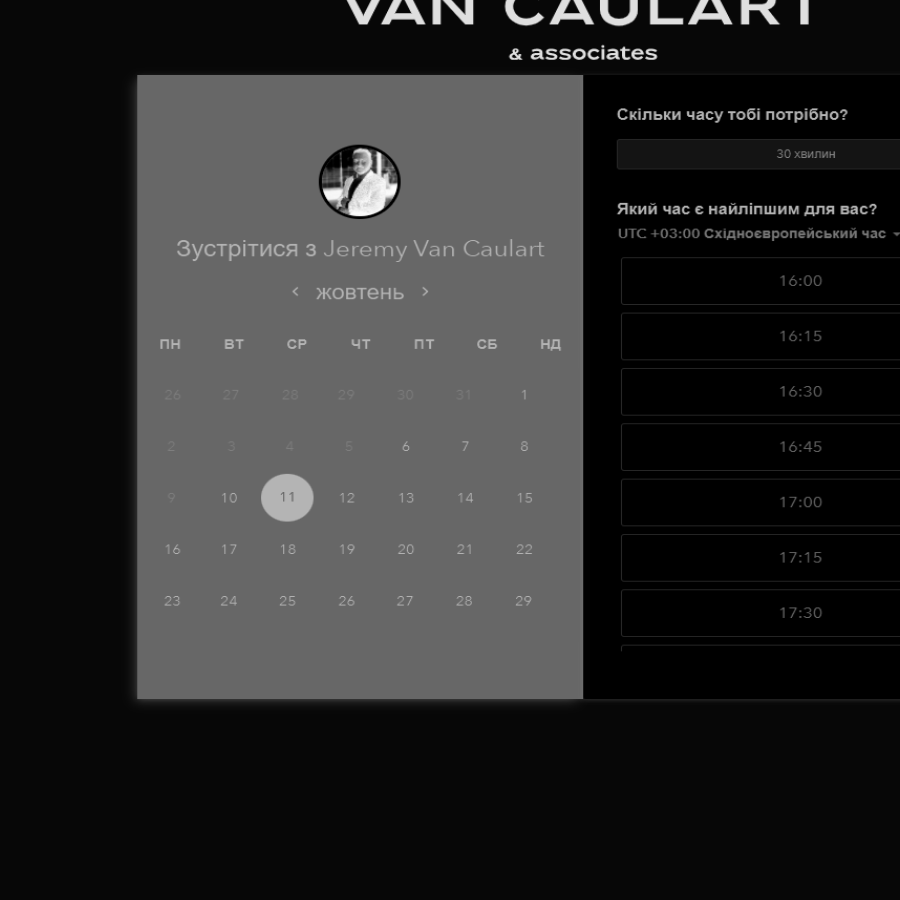 VAN CAULART
& associates
Зустрітися з Jeremy Van Caulart
жовтень
ПН ВТ СР ЧТ ПТ СБ НД
26 27 28 29 30 31 1
2 3 4 5 6 7 8
9 10 11 12 13 14 15
16 17 18 19 20 21 22
23 24 25 26 27 28 29
Скільки часу тобі потрібно?
30 хвилин
Який час є найліпшим для вас?
UTC +03:00 Східноєвропейський час
16:00
16:15
16:30
16:45
17:00
17:15
17:30